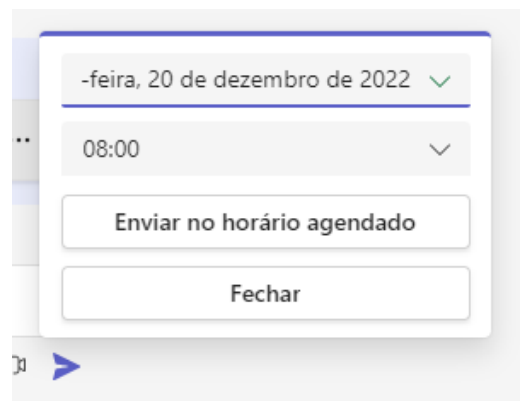 -feira, 20 de dezembro de 2022
08:00
Enviar no horário agendado
Fechar